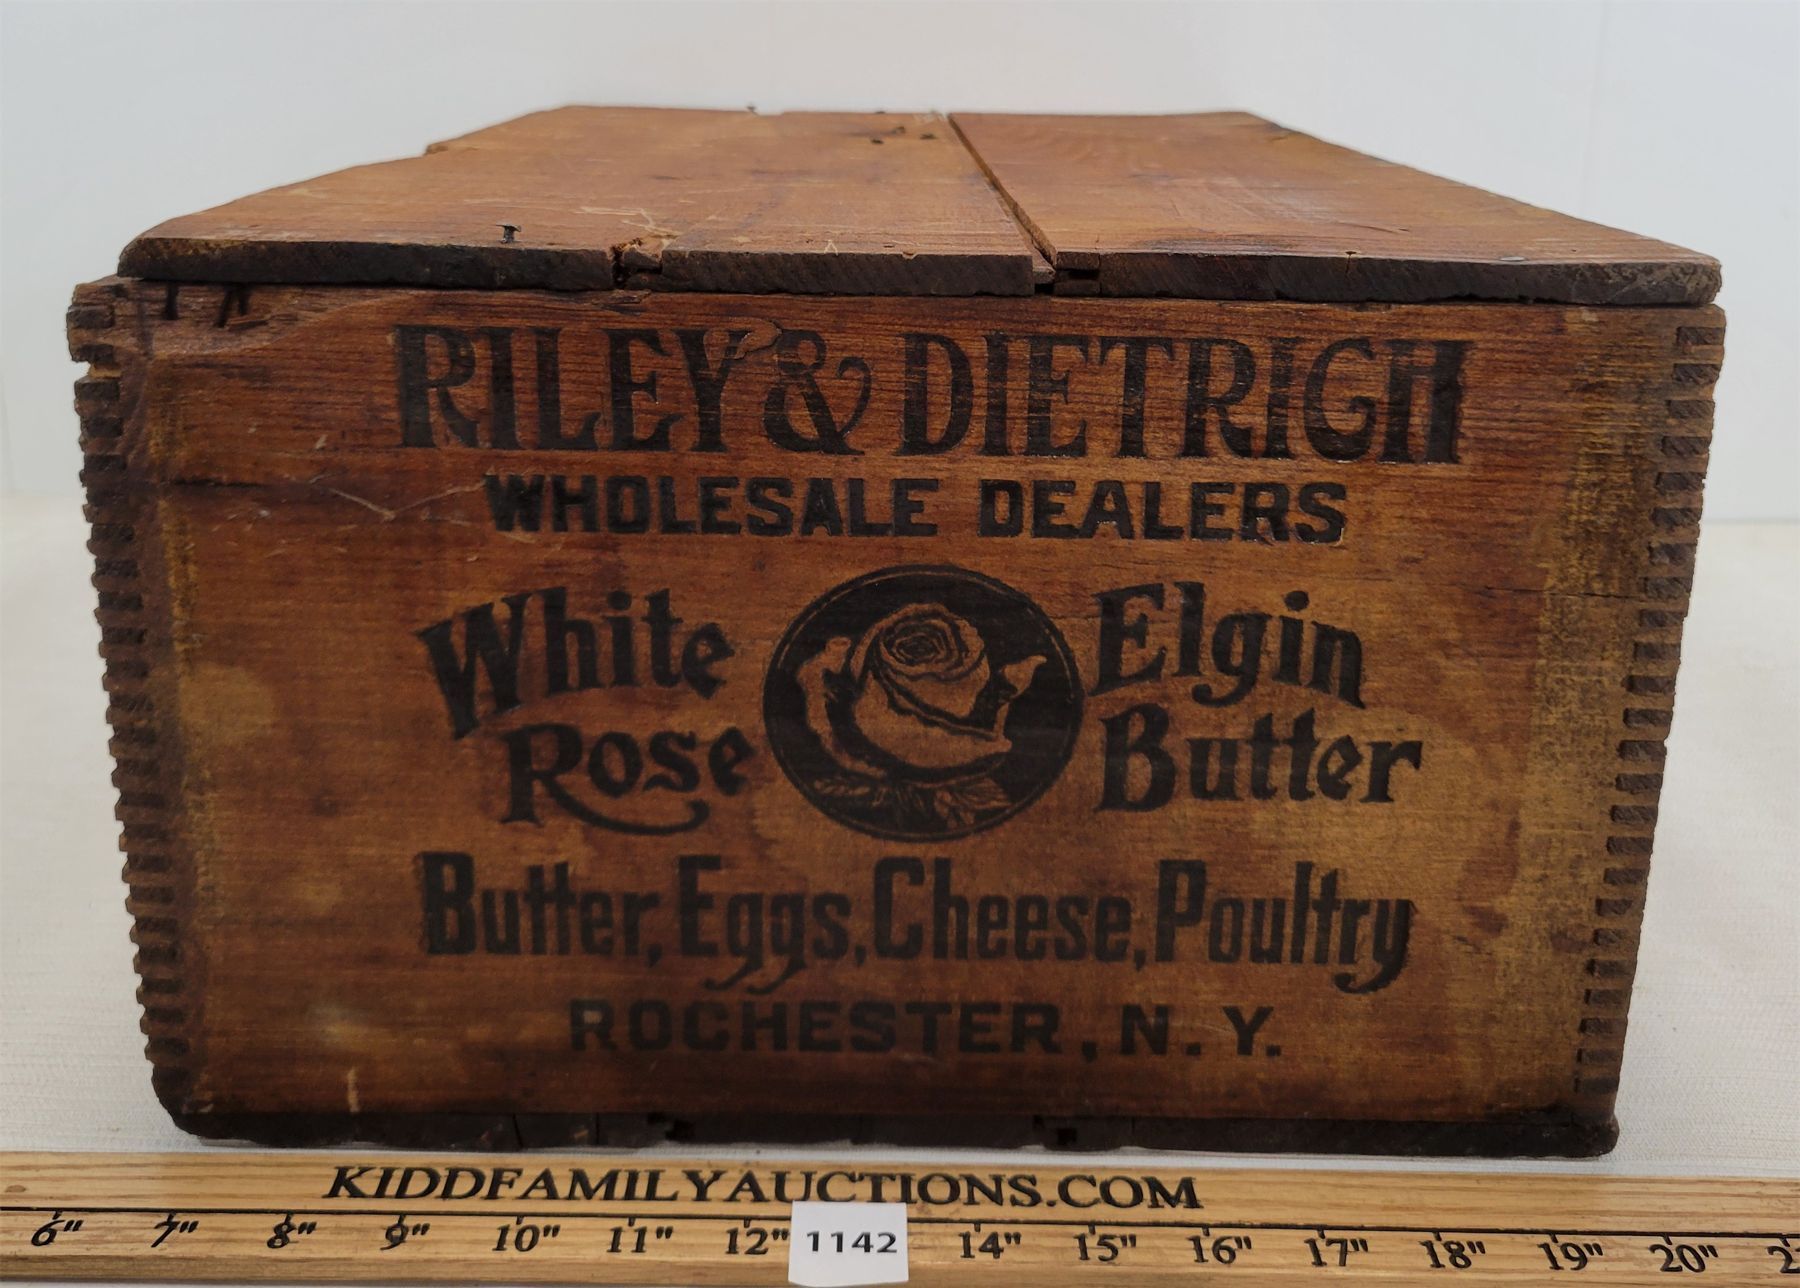 RILEY & DIETRICH
WHOLESALE DEALERS
White Rose
Elgin Butter
Butter, Eggs, Cheese, Poultry
ROCHESTER, N.Y.
KIDDFAMILYAUCTIONS.COM
6" 7" 8" 9" 10" 11" 12" 1142 14" 15" 16" 17" 18" 19" 20"